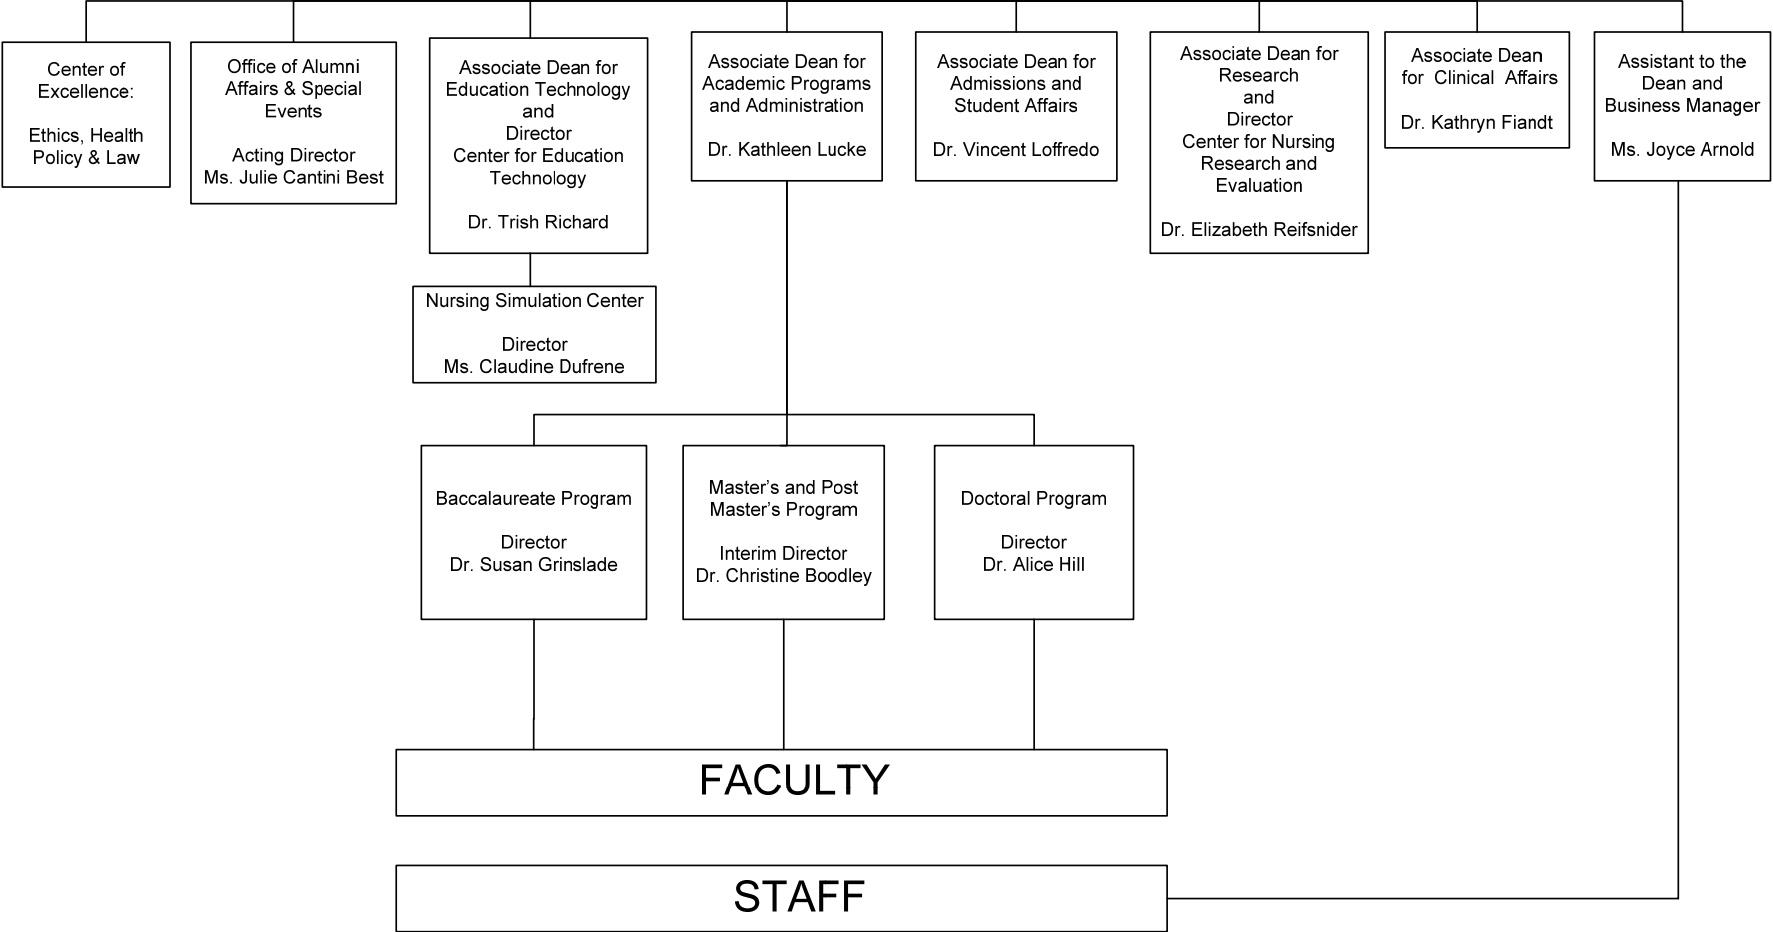 Center of
Excellence:
Ethics, Health
Policy & Law
Office of Alumni
Affairs & Special
Events
Acting Director
Ms. Julie Cantini Best
Associate Dean for
Education Technology
and
Director
Center for Education
Technology
Dr. Trish Richard
Associate Dean for
Academic Programs
and Administration
Dr. Kathleen Lucke
Associate Dean for
Admissions and
Student Affairs
Dr. Vincent Loffredo
Associate Dean for
Research
and
Director
Center for Nursing
Research and
Evaluation
Dr. Elizabeth Reifsnider
Associate Dean
for Clinical Affairs
Dr. Kathryn Fiandt
Assistant to the
Dean and
Business Manager
Ms. Joyce Arnold
Nursing Simulation Center
Director
Ms. Claudine Dufrene
Baccalaureate Program
Director
Dr. Susan Grinslade
Master's and Post
Master's Program
Interim Director
Dr. Christine Boodley
Doctoral Program
Director
Dr. Alice Hill
FACULTY
STAFF